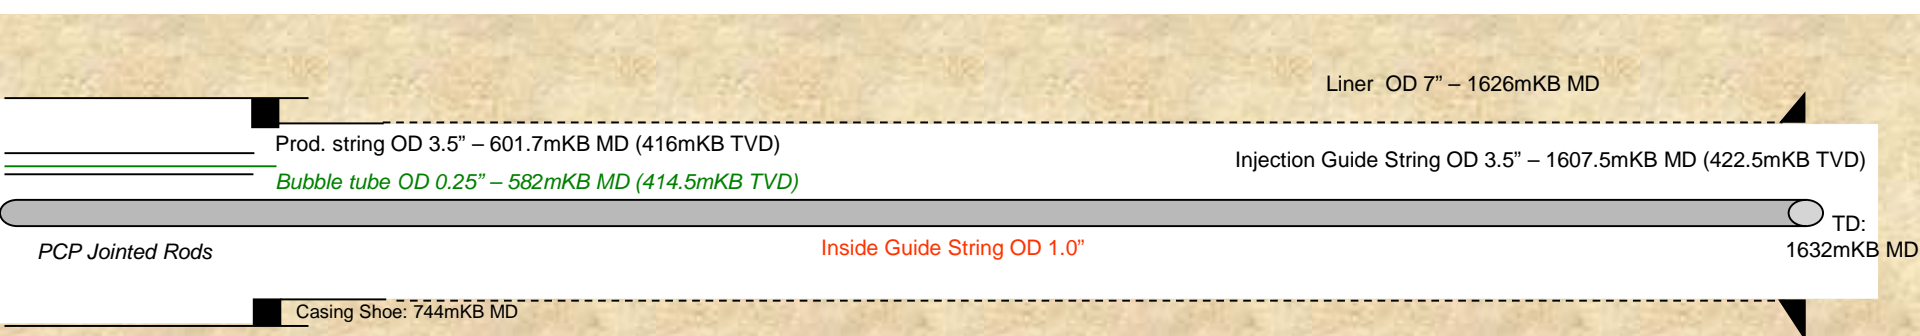 Liner OD 7” – 1626mKB MD
Prod. string OD 3.5” – 601.7mKB MD (416mKB TVD)
Injection Guide String OD 3.5” – 1607.5mKB MD (422.5mKB TVD)
Bubble tube OD 0.25” – 582mKB MD (414.5mKB TVD)
TD:
1632mKB MD
PCP Jointed Rods
Inside Guide String OD 1.0”
Casing Shoe: 744mKB MD